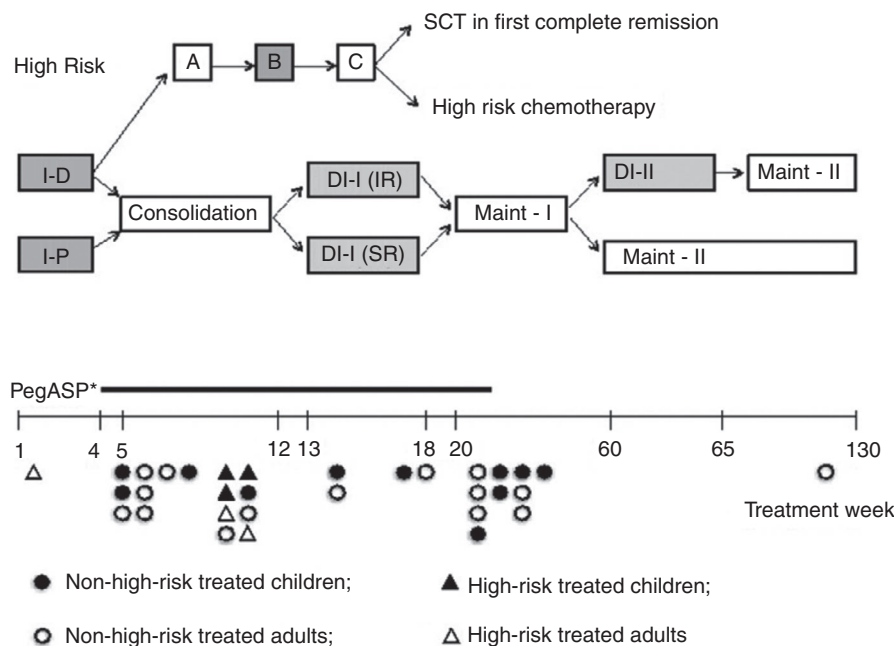 SCT in first complete remission
High Risk
A
B
C
High risk chemotherapy
I-D
DI-I (IR)
DI-II
Maint - II
Consolidation
Maint - I
I-P
DI-I (SR)
Maint - II
PegASP*
1 4 5 12 13 18 20 60 65 130
Treatment week
Non-high-risk treated children;
High-risk treated children;
Non-high-risk treated adults;
High-risk treated adults